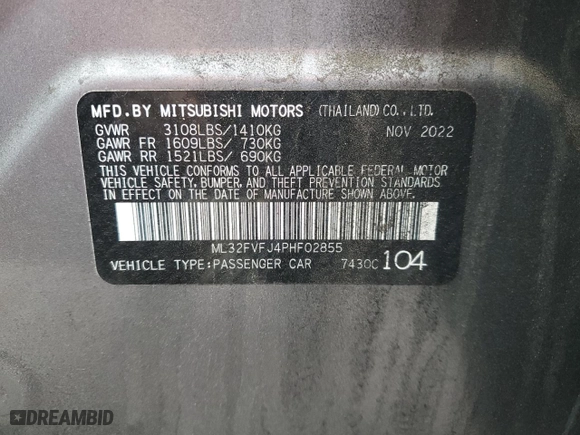 MFD.BY MITSUBISHI MOTORS (THAILAND)CO.,LTD.
GVWR 3108LBS/1410KG NOV 2022
GAWR FR 1609LBS/ 730KG
GAWR RR 1521LBS/ 690KG
THIS VEHICLE CONFORMS TO ALL APPLICABLE FEDERAL MOTOR
VEHICLE SAFETY, BUMPER, AND THEFT PREVENTION STANDARDS
IN EFFECT ON THE DATE OF MANUFACTURE SHOWN ABOVE.
ML32FVFJ4PHF02855
VEHICLE TYPE:PASSENGER CAR 7430C 104
DREAMBID